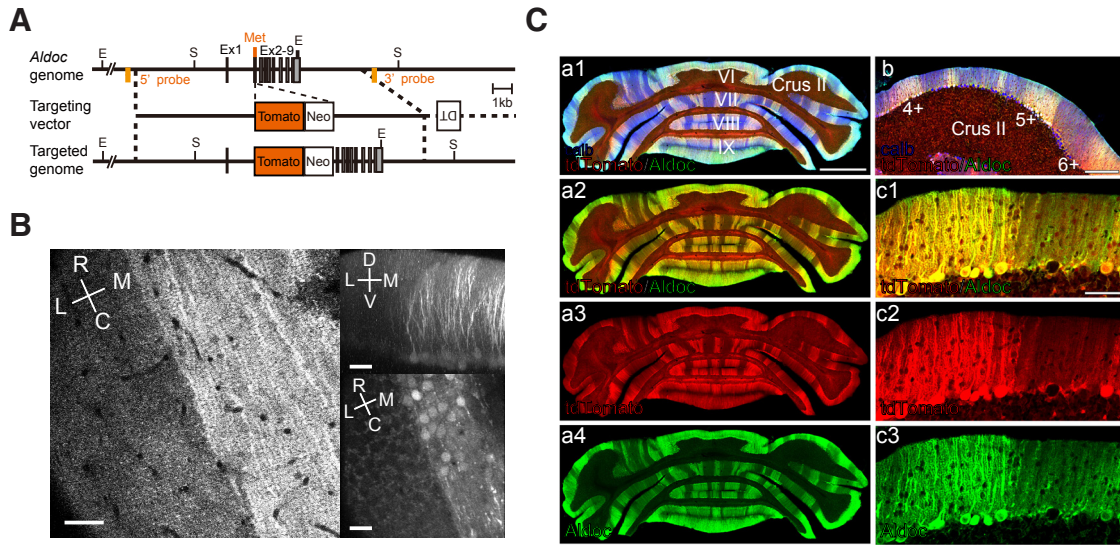 A
Aldoc
genome
E
S
Ex1
Met
Ex2-9
E
S
5' probe
3' probe
1kb
Targeting
vector
Tomato
Neo
DT
Targeted
genome
E
S
Tomato
Neo
E
S
B
R
L
M
C
D
L
M
V
R
L
M
C
C
a1
VI
VII
VIII
IX
Crus II
calb
tdTomato/Aldoc
a2
tdTomato/Aldoc
a3
tdTomato
a4
Aldoc
b
4+
5+
6+
Crus II
calb
tdTomato/Aldoc
c1
tdTomato/Aldoc
c2
tdTomato
c3
Aldoc